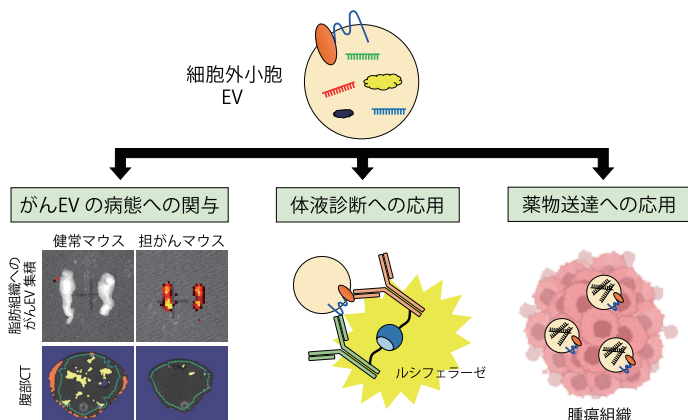 細胞外小胞
EV
がんEVの病態への関与
体液診断への応用
薬物送達への応用
健常マウス
担がんマウス
脂肪組織への
がんEV集積
腹部CT
ルシフェラーゼ
腫瘍組織